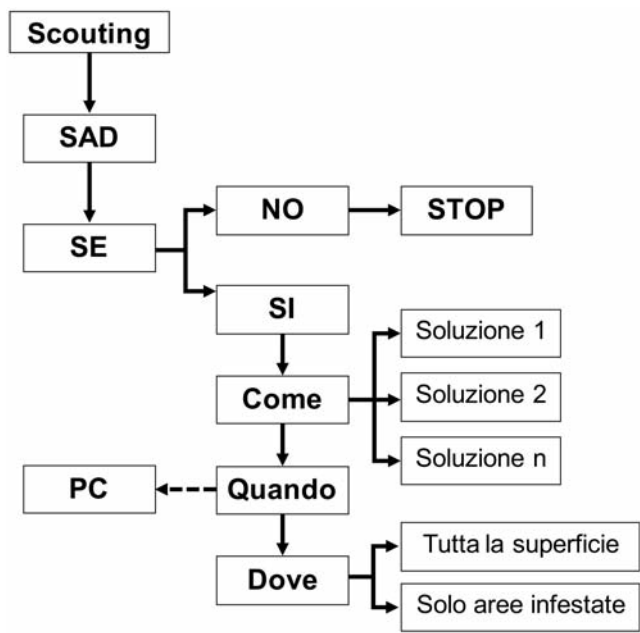 Scouting
SAD
SE
NO
STOP
SI
Come
Soluzione 1
Soluzione 2
Soluzione n
PC
Quando
Dove
Tutta la superficie
Solo aree infestate